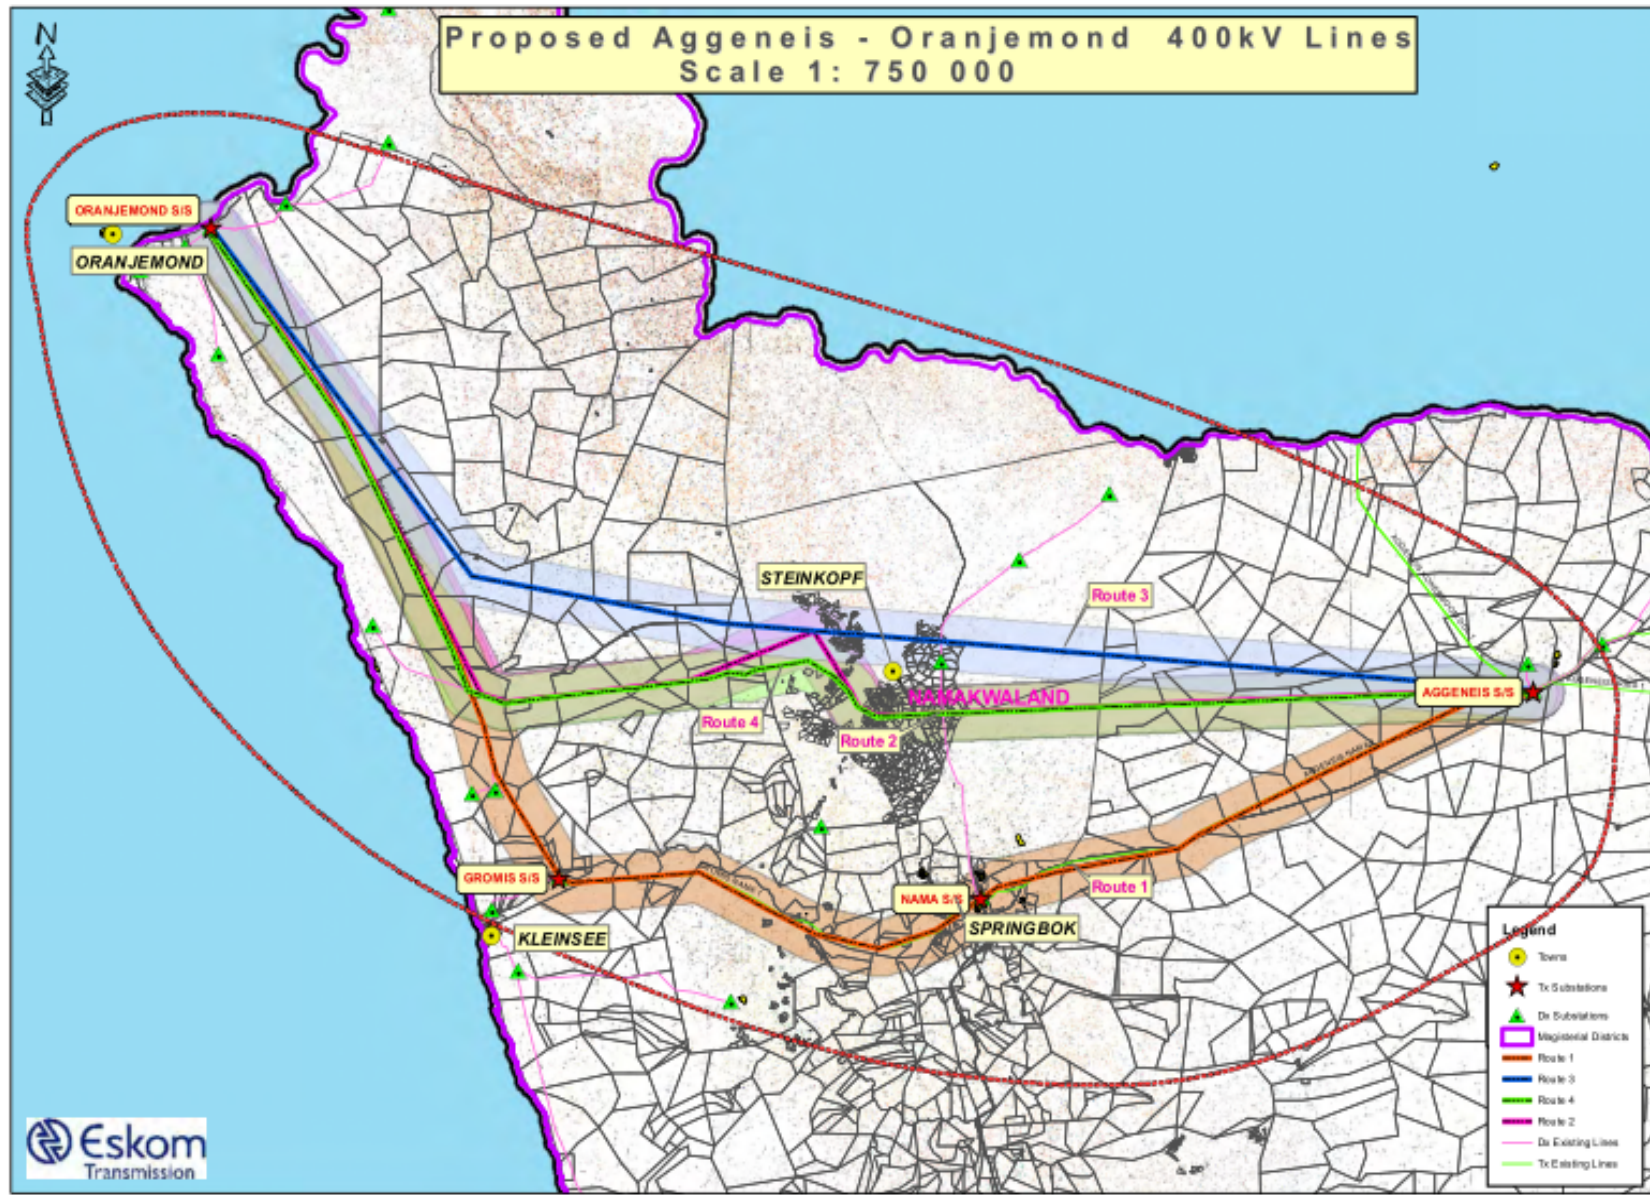 Proposed Aggeneis - Oranjemond 400kV Lines
Scale 1: 750 000
N
ORANJEMOND S/S
ORANJEMOND
STEINKOPF
Route 3
NAMAKWALAND
AGGENEIS S/S
Route 4
Route 2
GROMIS S/S
NAMA S/S
Route 1
SPRINGBOK
KLEINSEE
Legend
Towns
Tx Substations
Dx Substations
Magisterial Districts
Route 1
Route 3
Route 4
Route 2
Dx Existing Lines
Tx Existing Lines
Eskom
Transmission